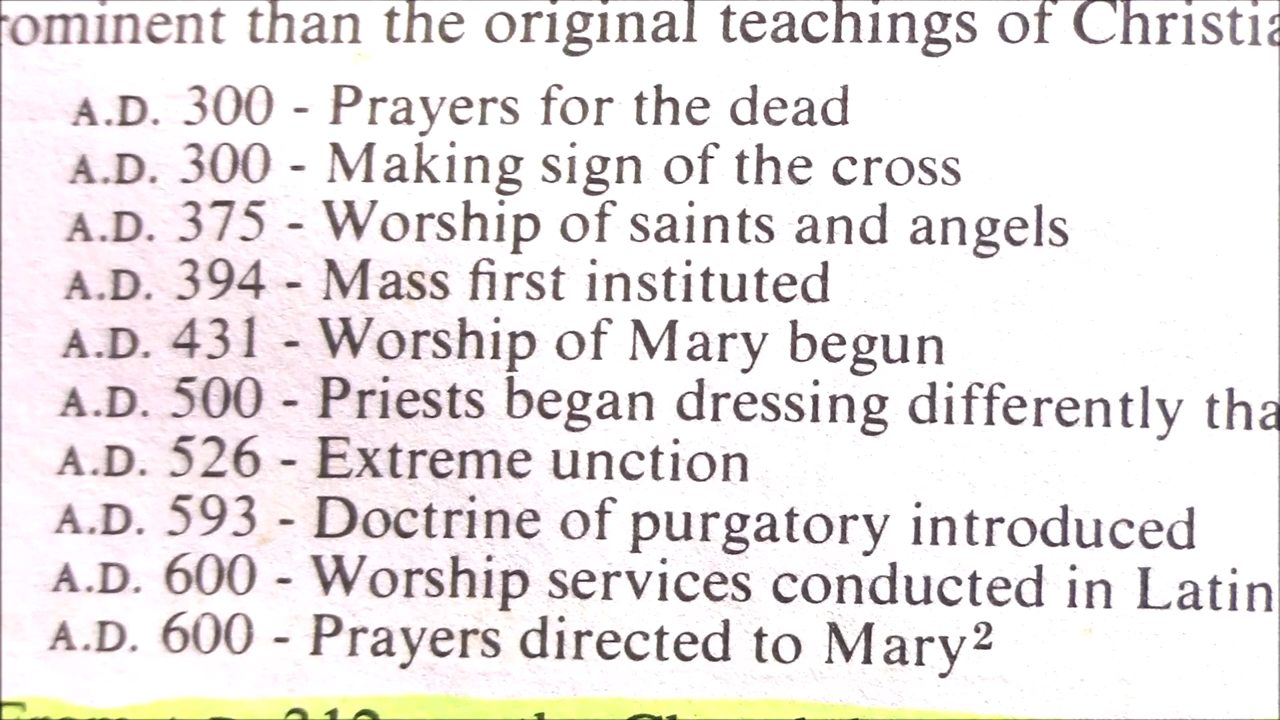 rominent than the original teachings of Christia
A.D. 300 - Prayers for the dead
A.D. 300 - Making sign of the cross
A.D. 375 - Worship of saints and angels
A.D. 394 - Mass first instituted
A.D. 431 - Worship of Mary begun
A.D. 500 - Priests began dressing differently tha
A.D. 526 - Extreme unction
A.D. 593 - Doctrine of purgatory introduced
A.D. 600 - Worship services conducted in Latin
A.D. 600 - Prayers directed to Mary²